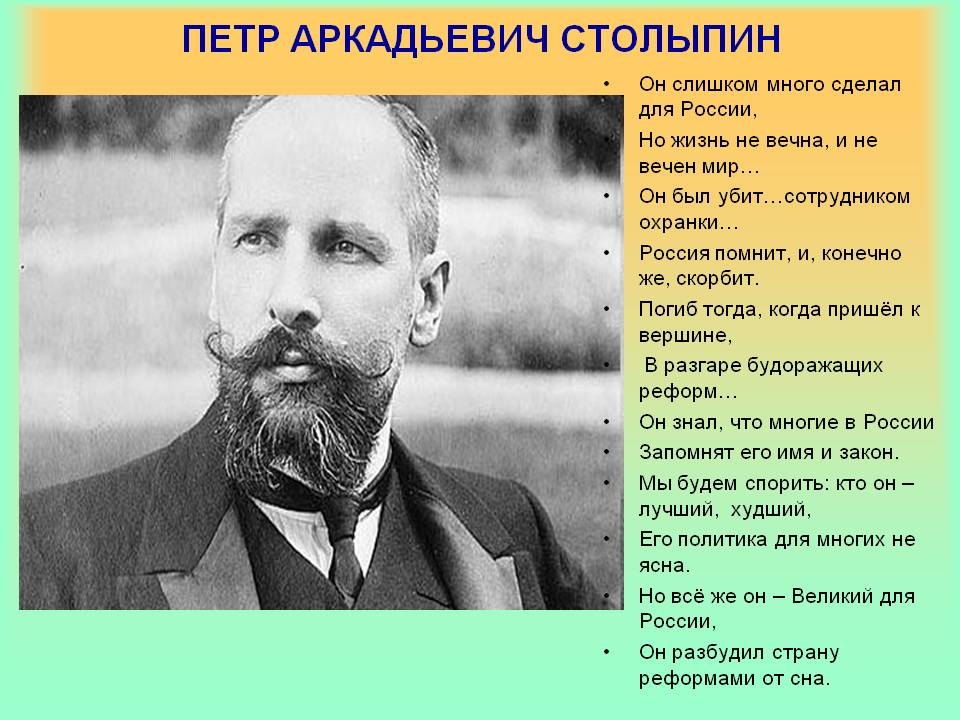 ПЕТР АРКАДЬЕВИЧ СТОЛЫПИН
• Он слишком много сделал
для России,
• Но жизнь не вечна, и не
вечен мир…
• Он был убит…сотрудником
охранки…
• Россия помнит, и, конечно
же, скорбит.
• Погиб тогда, когда пришёл к
вершине,
• В разгаре будоражащих
реформ…
• Он знал, что многие в России
• Запомнят его имя и закон.
• Мы будем спорить: кто он –
лучший, худший,
• Его политика для многих не
ясна.
• Но всё же он – Великий для
России,
• Он разбудил страну
реформами от сна.